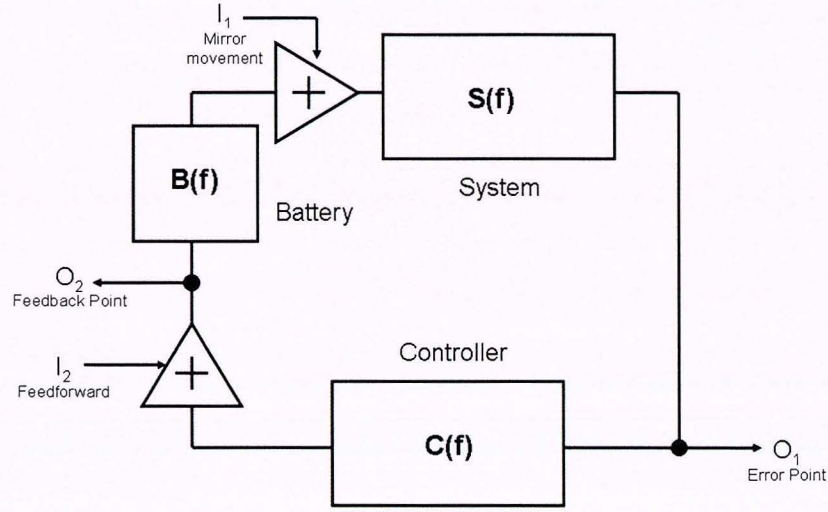 I₁
Mirror
movement
+
S(f)
System
B(f)
Battery
O₂
Feedback Point
I₂
Feedforward
+
Controller
C(f)
O₁
Error Point